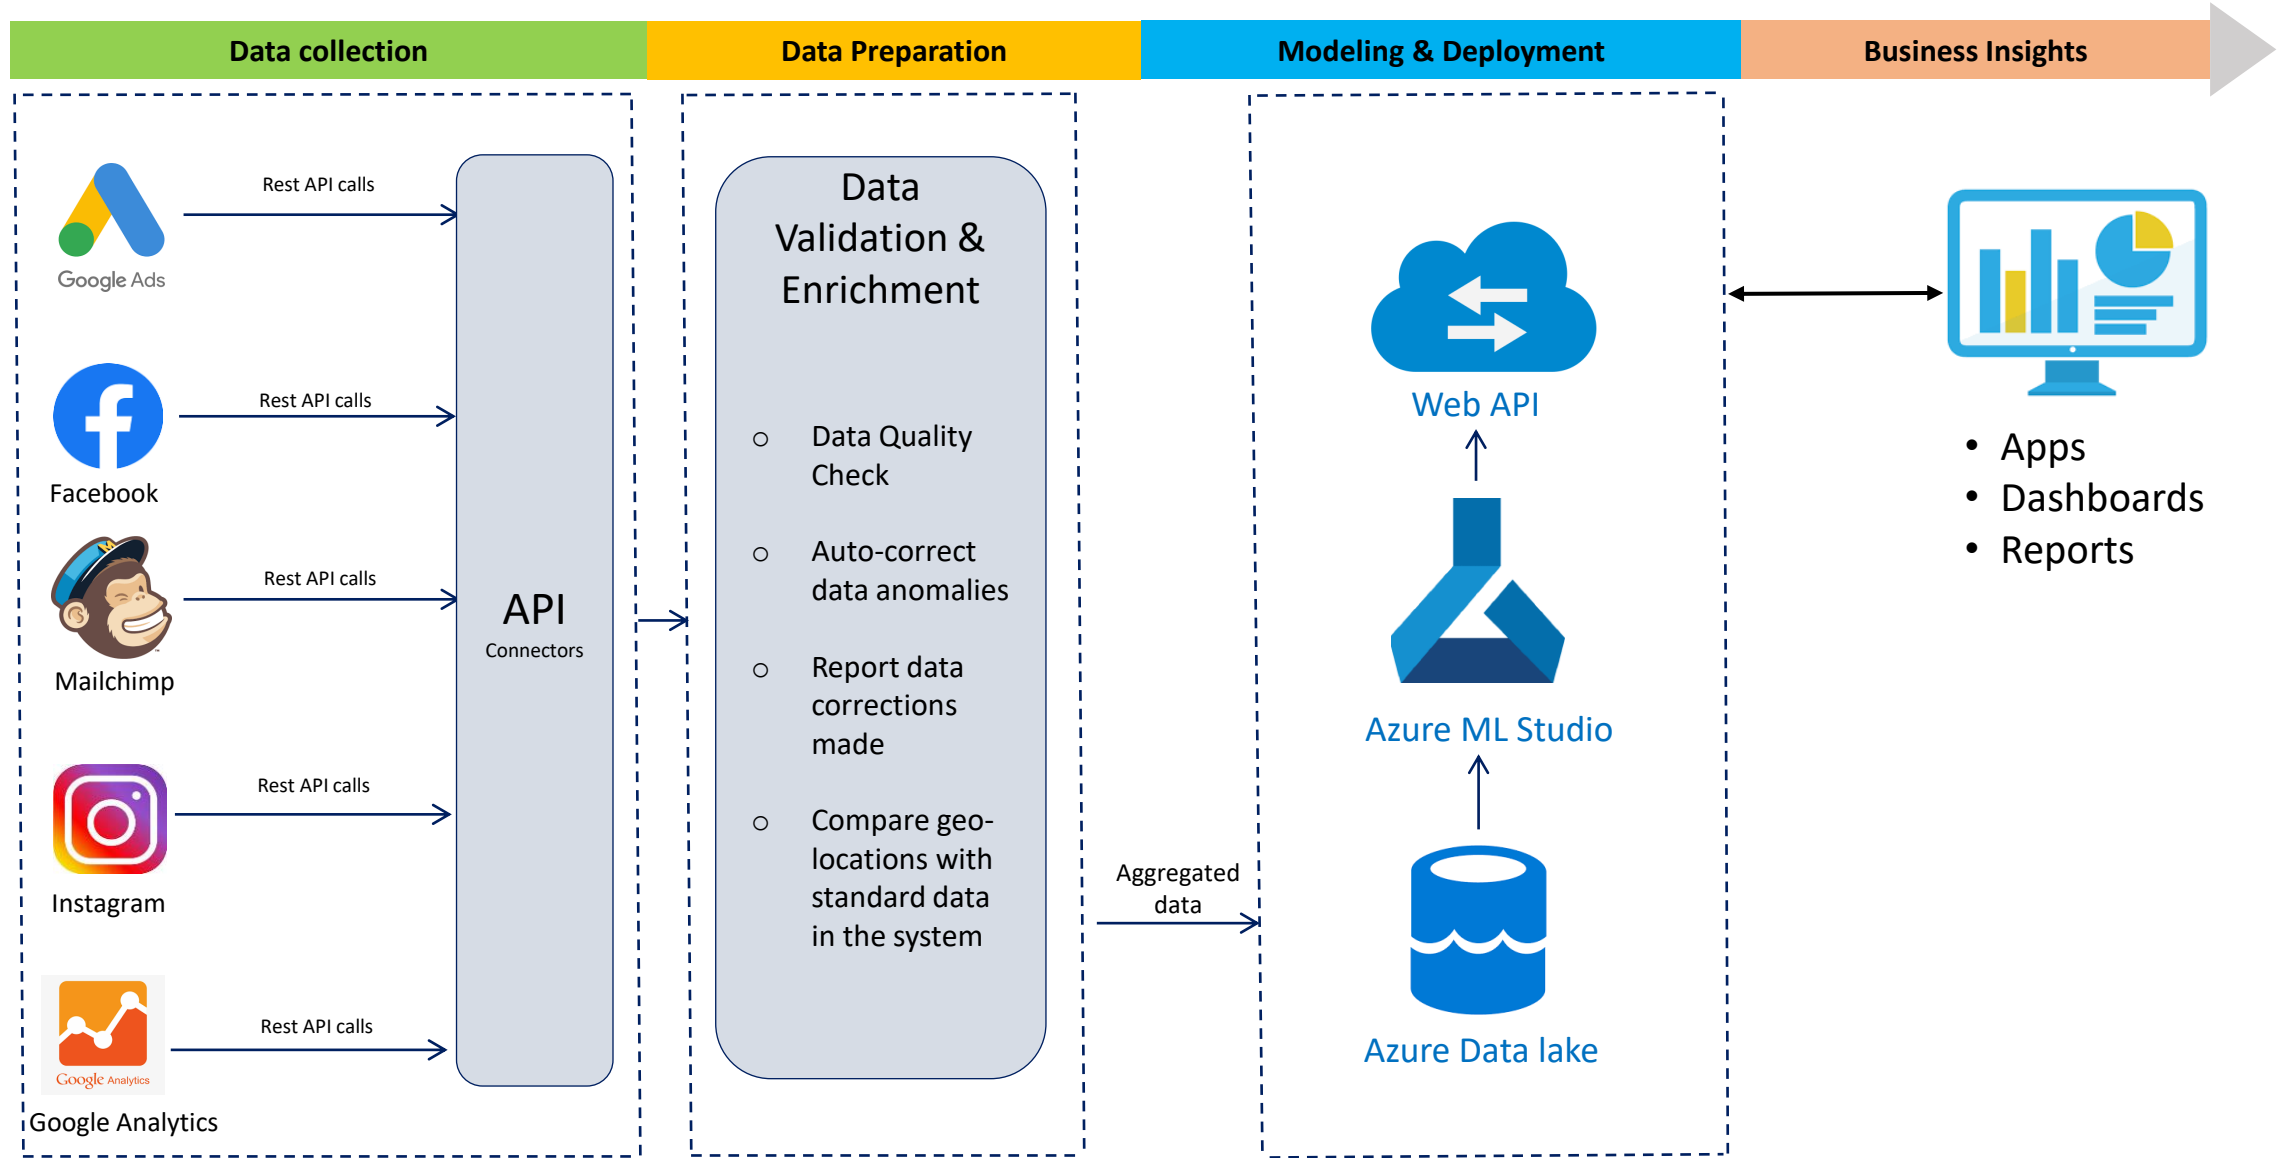 Data collection
Data Preparation
Modeling & Deployment
Business Insights
Google Ads
Rest API calls
Facebook
Rest API calls
Mailchimp
Rest API calls
Instagram
Rest API calls
Google Analytics
Google Analytics
Rest API calls
API
Connectors
Data
Validation &
Enrichment
o Data Quality
Check
o Auto-correct
data anomalies
o Report data
corrections
made
o Compare geo-
locations with
standard data
in the system
Aggregated
data
Web API
Azure ML Studio
Azure Data lake
• Apps
• Dashboards
• Reports